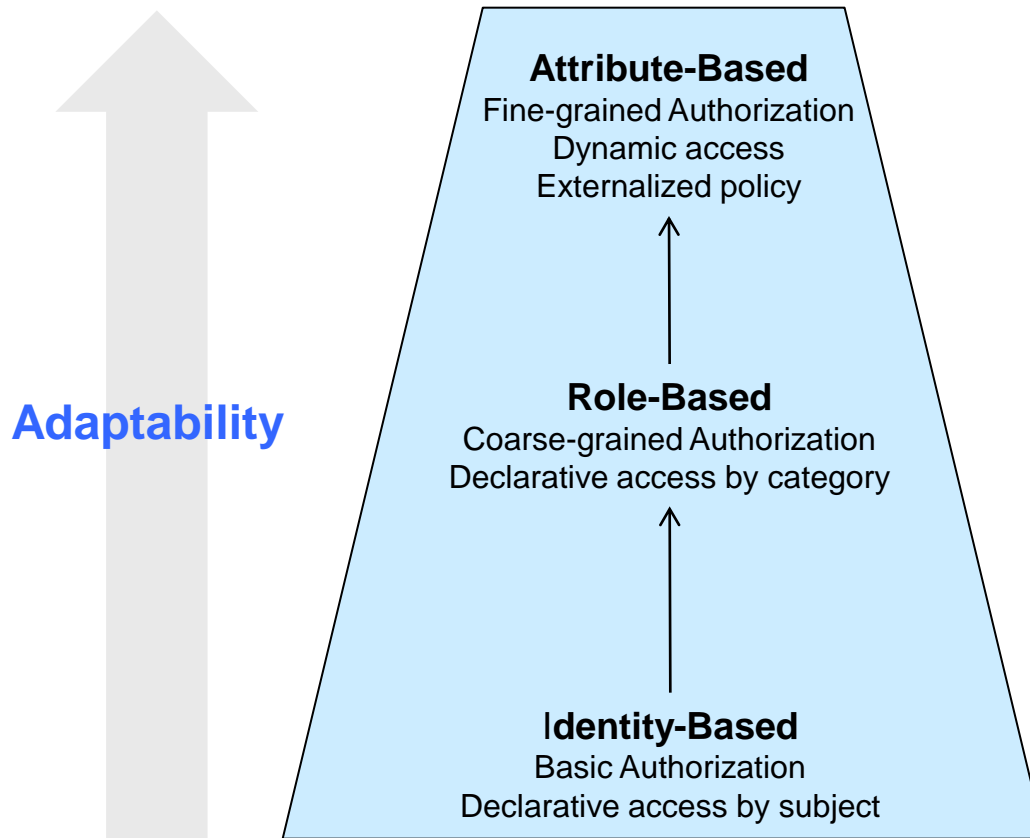 Attribute-Based
Fine-grained Authorization
Dynamic access
Externalized policy
Adaptability
Role-Based
Coarse-grained Authorization
Declarative access by category
Identity-Based
Basic Authorization
Declarative access by subject